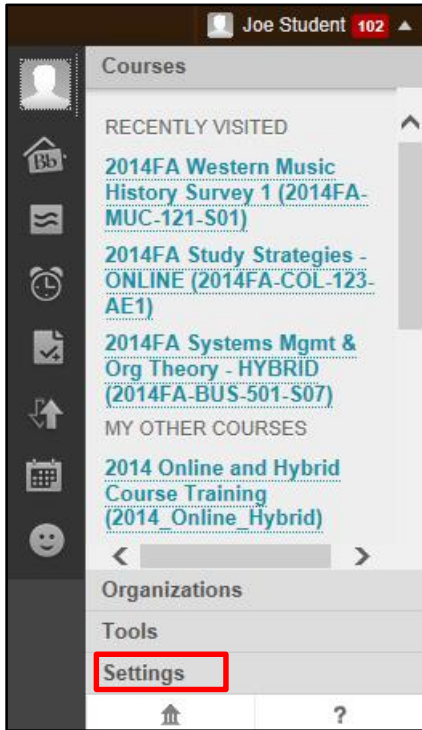 Joe Student 102
Courses
RECENTLY VISITED
2014FA Western Music
History Survey 1 (2014FA-
MUC-121-S01)
2014FA Study Strategies -
ONLINE (2014FA-COL-123-
AE1)
2014FA Systems Mgmt &
Org Theory - HYBRID
(2014FA-BUS-501-S07)
MY OTHER COURSES
2014 Online and Hybrid
Course Training
(2014_Online_Hybrid)
Organizations
Tools
Settings
?
Bb